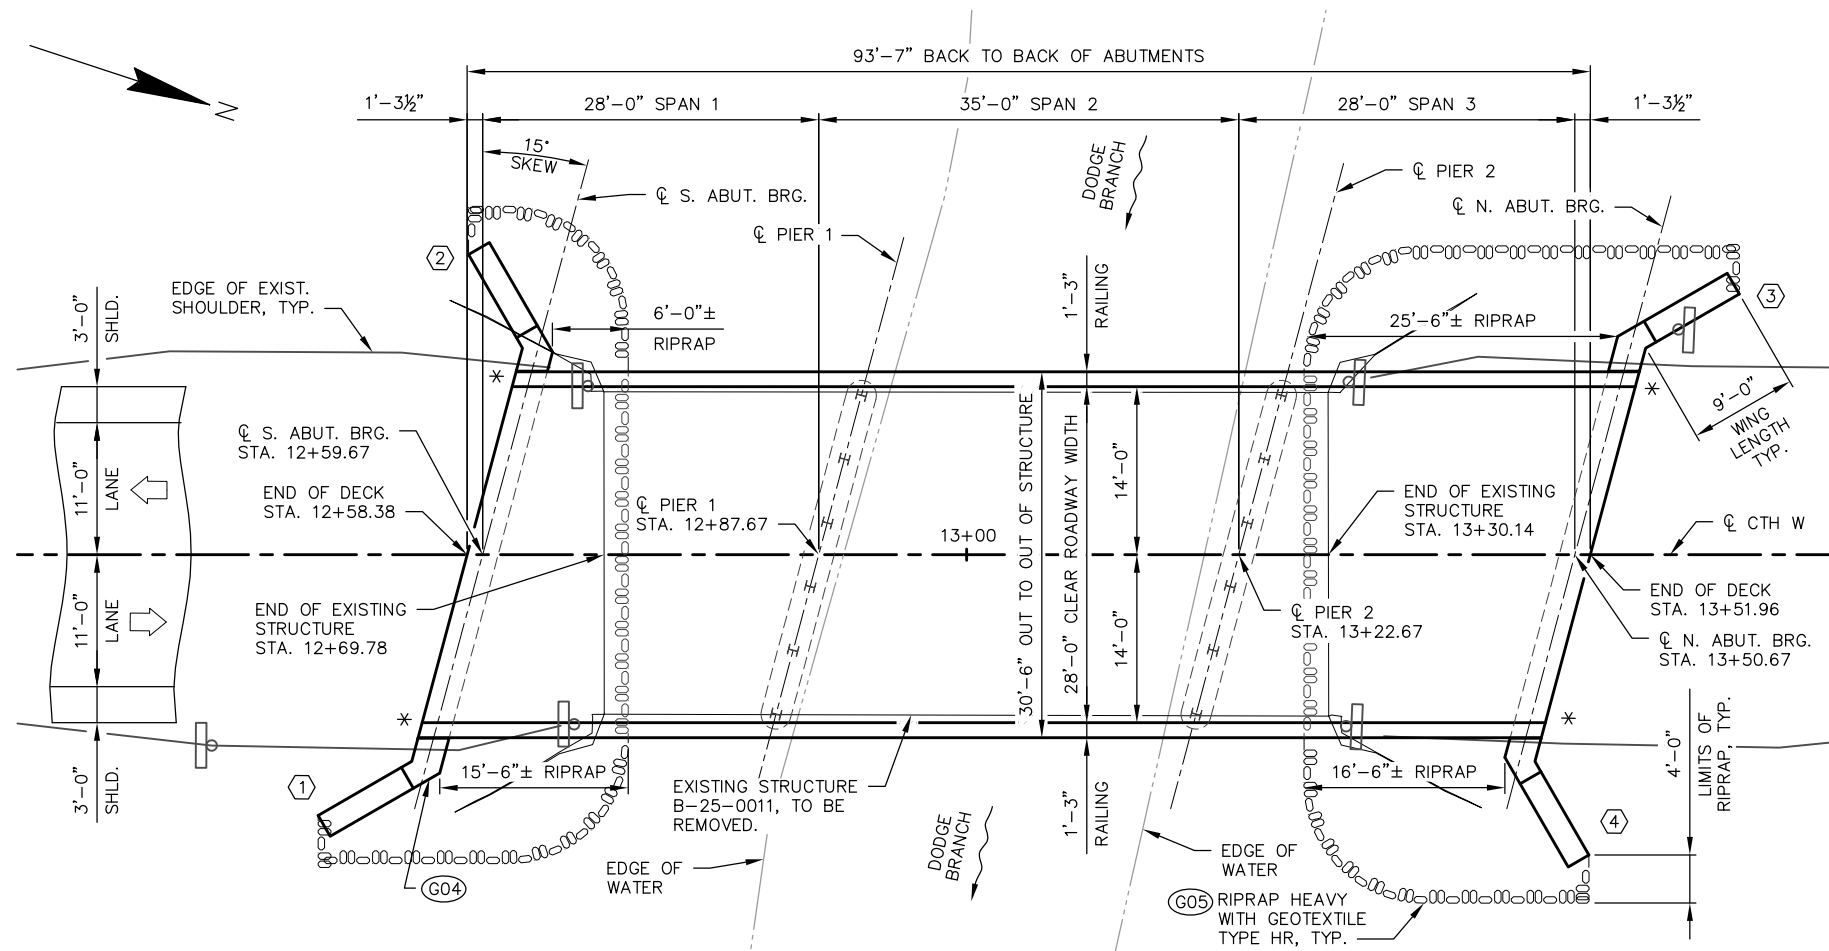 93'-7" BACK TO BACK OF ABUTMENTS
1'-3½"
28'-0" SPAN 1
35'-0" SPAN 2
28'-0" SPAN 3
1'-3½"
N
15°
SKEW
℄ S. ABUT. BRG.
℄ PIER 1
DODGE
BRANCH
℄ PIER 2
℄ N. ABUT. BRG.
2
3
EDGE OF EXIST.
SHOULDER, TYP.
3'-0"
SHLD.
6'-0"±
RIPRAP
1'-3"
RAILING
25'-6"± RIPRAP
9'-0"
WING
LENGTH
TYP.
*
*
℄ S. ABUT. BRG.
STA. 12+59.67
END OF DECK
STA. 12+58.38
11'-0"
LANE
℄ PIER 1
STA. 12+87.67
13+00
30'-6" OUT TO OUT OF STRUCTURE
28'-0" CLEAR ROADWAY WIDTH
14'-0"
14'-0"
END OF EXISTING
STRUCTURE
STA. 13+30.14
℄ CTH W
11'-0"
LANE
END OF EXISTING
STRUCTURE
STA. 12+69.78
℄ PIER 2
STA. 13+22.67
END OF DECK
STA. 13+51.96
℄ N. ABUT. BRG.
STA. 13+50.67
*
*
3'-0"
SHLD.
1
15'-6"± RIPRAP
EXISTING STRUCTURE
B-25-0011, TO BE
REMOVED.
1'-3"
RAILING
16'-6"± RIPRAP
4
4'-0"
LIMITS OF
RIPRAP, TYP.
G04
EDGE OF
WATER
DODGE
BRANCH
EDGE OF
WATER
G05
RIPRAP HEAVY
WITH GEOTEXTILE
TYPE HR, TYP.